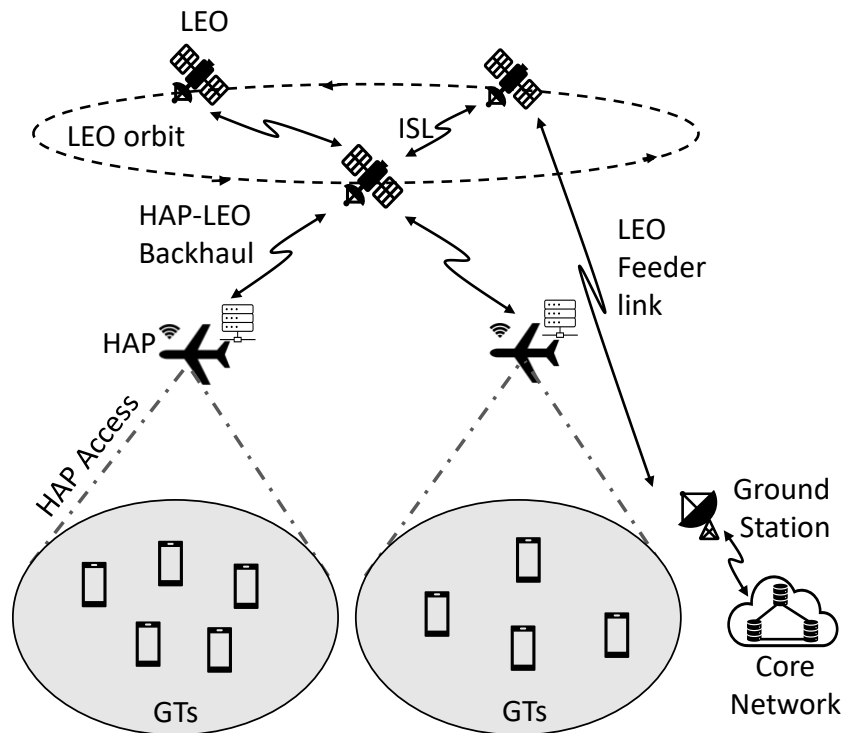 LEO
LEO orbit
ISL
HAP-LEO
Backhaul
LEO
Feeder
link
HAP
HAP Access
Ground
Station
GTs
GTs
Core
Network